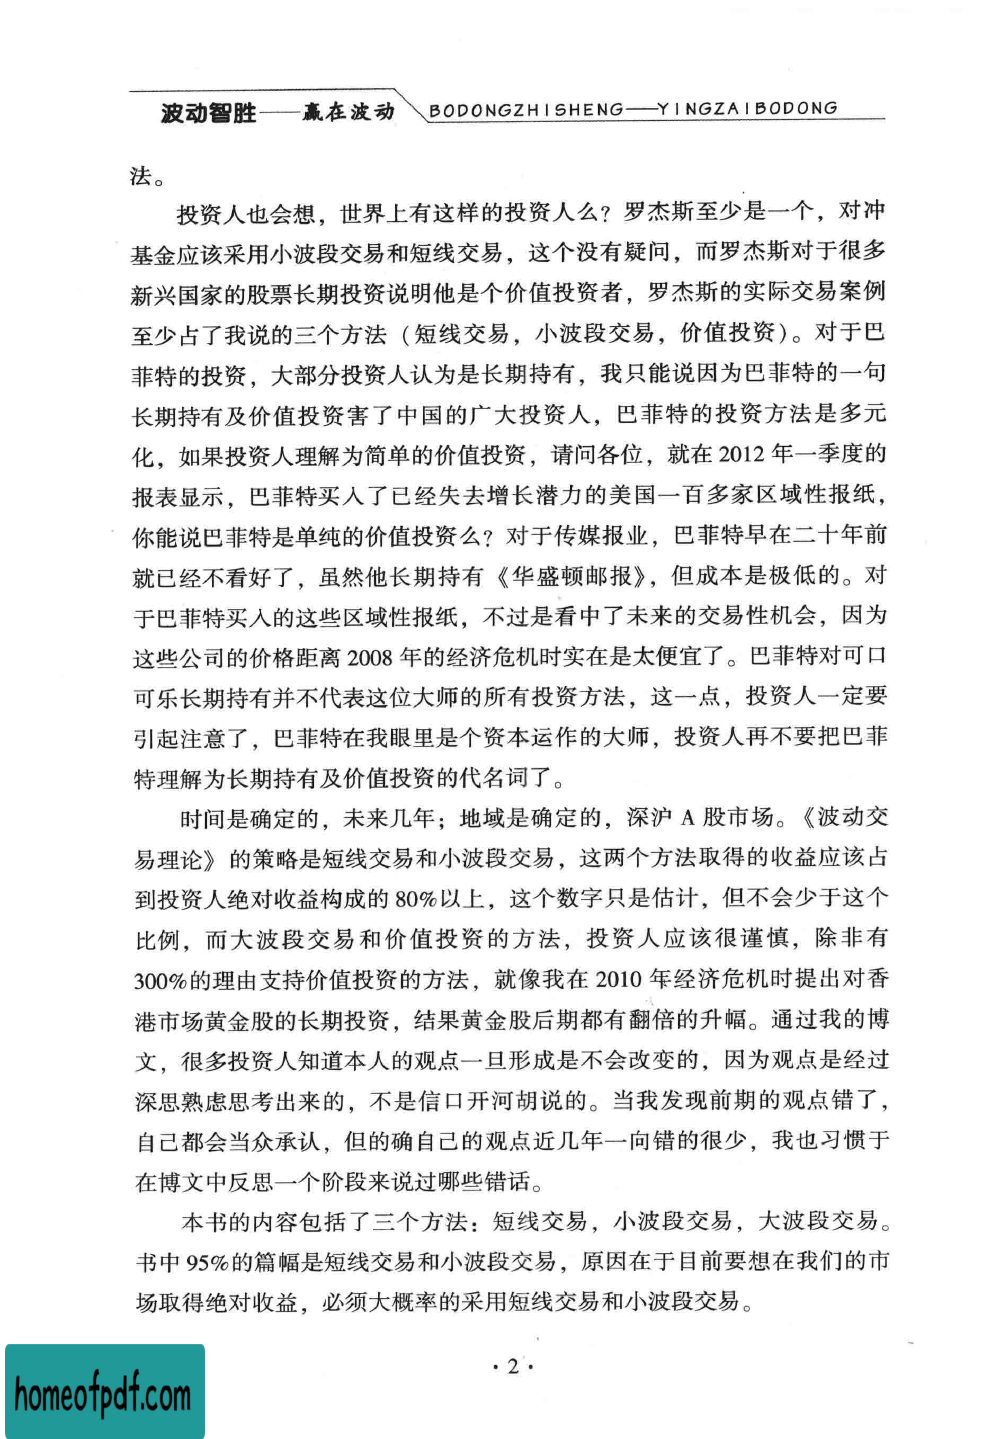 波动智胜——赢在波动 BODONGZHISHENG——YINGZAIBODONG
法。
投资人也会想，世界上有这样的投资人么？罗杰斯至少是一个，对冲
基金应该采用小波段交易和短线交易，这个没有疑问，而罗杰斯对于很多
新兴国家的股票长期投资说明他是个价值投资者，罗杰斯的实际交易案例
至少占了我说的三个方法（短线交易，小波段交易，价值投资）。对于巴
菲特的投资，大部分投资人认为是长期持有，我只能说因为巴菲特的一句
长期持有及价值投资害了中国的广大投资人，巴菲特的投资方法是多元
化，如果投资人理解为简单的价值投资，请问各位，就在 2012 年一季度的
报表显示，巴菲特买入了已经失去增长潜力的美国一百多家区域性报纸，
你能说巴菲特是单纯的价值投资么？对于传媒报业，巴菲特早在二十年前
就已经不看好了，虽然他长期持有《华盛顿邮报》，但成本是极低的。对
于巴菲特买入的这些区域性报纸，不过是看中了未来的交易性机会，因为
这些公司的价格距离 2008 年的经济危机时实在是太便宜了。巴菲特对可口
可乐长期持有并不代表这位大师的所有投资方法，这一点，投资人一定要
引起注意了，巴菲特在我眼里是个资本运作的大师，投资人再不要把巴菲
特理解为长期持有及价值投资的代名词了。
时间是确定的，未来几年；地域是确定的，深沪 A 股市场。《波动交
易理论》的策略是短线交易和小波段交易，这两个方法取得的收益应该占
到投资人绝对收益构成的 80%以上，这个数字只是估计，但不会少于这个
比例，而大波段交易和价值投资的方法，投资人应该很谨慎，除非有
300%的理由支持价值投资的方法，就像我在 2010 年经济危机时提出对香
港市场黄金股的长期投资，结果黄金股后期都有翻倍的升幅。通过我的博
文，很多投资人知道本人的观点一旦形成是不会改变的，因为观点是经过
深思熟虑思考出来的，不是信口开河胡说的。当我发现前期的观点错了，
自己都会当众承认，但的确自己的观点近几年一向错的很少，我也习惯于
在博文中反思一个阶段来说过哪些错话。
本书的内容包括了三个方法：短线交易，小波段交易，大波段交易。
书中 95%的篇幅是短线交易和小波段交易，原因在于目前要想在我们的市
场取得绝对收益，必须大概率的采用短线交易和小波段交易。
· 2 ·
homeofpdf.com